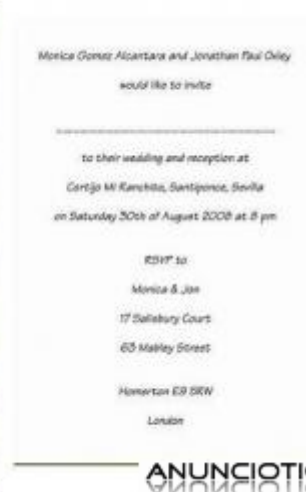 Monica Gomez Alcantara and Jonathan Paul Oxley
would like to invite
to their wedding and reception at
Cortijo Mi Ranchito, Santiponce, Sevilla
on Saturday 30th of August 2008 at 8 pm
RSVP to
Monica & Jon
17 Salisbury Court
63 Mabley Street
Homerton E9 5RW
London
ANUNCIOTI